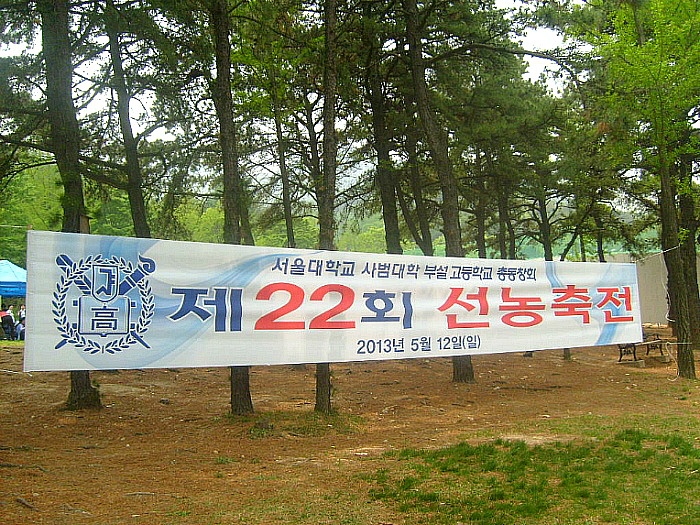 서울대학교 사범대학 부설고등학교 총동창회
제22회 선농축전
2013년 5월 12일(일)
高